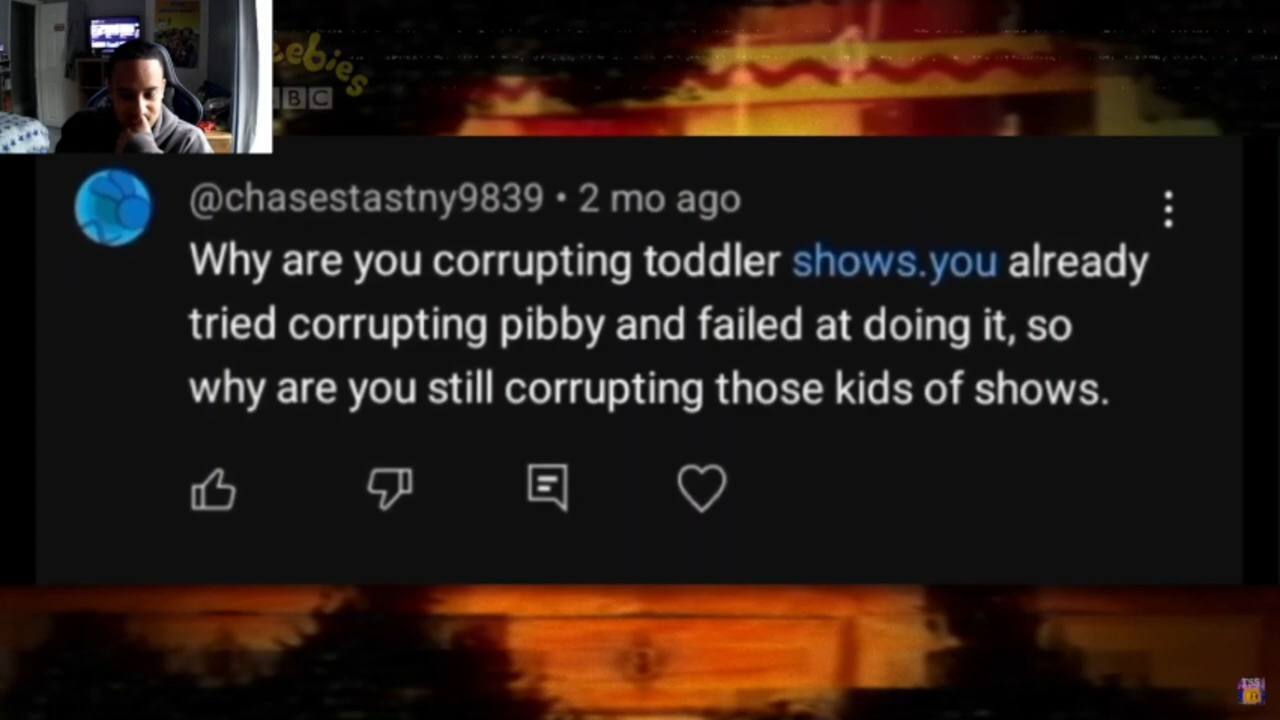 eebies
BBC
@chasestastny9839 • 2 mo ago
Why are you corrupting toddler shows.you already
tried corrupting pibby and failed at doing it, so
why are you still corrupting those kids of shows.